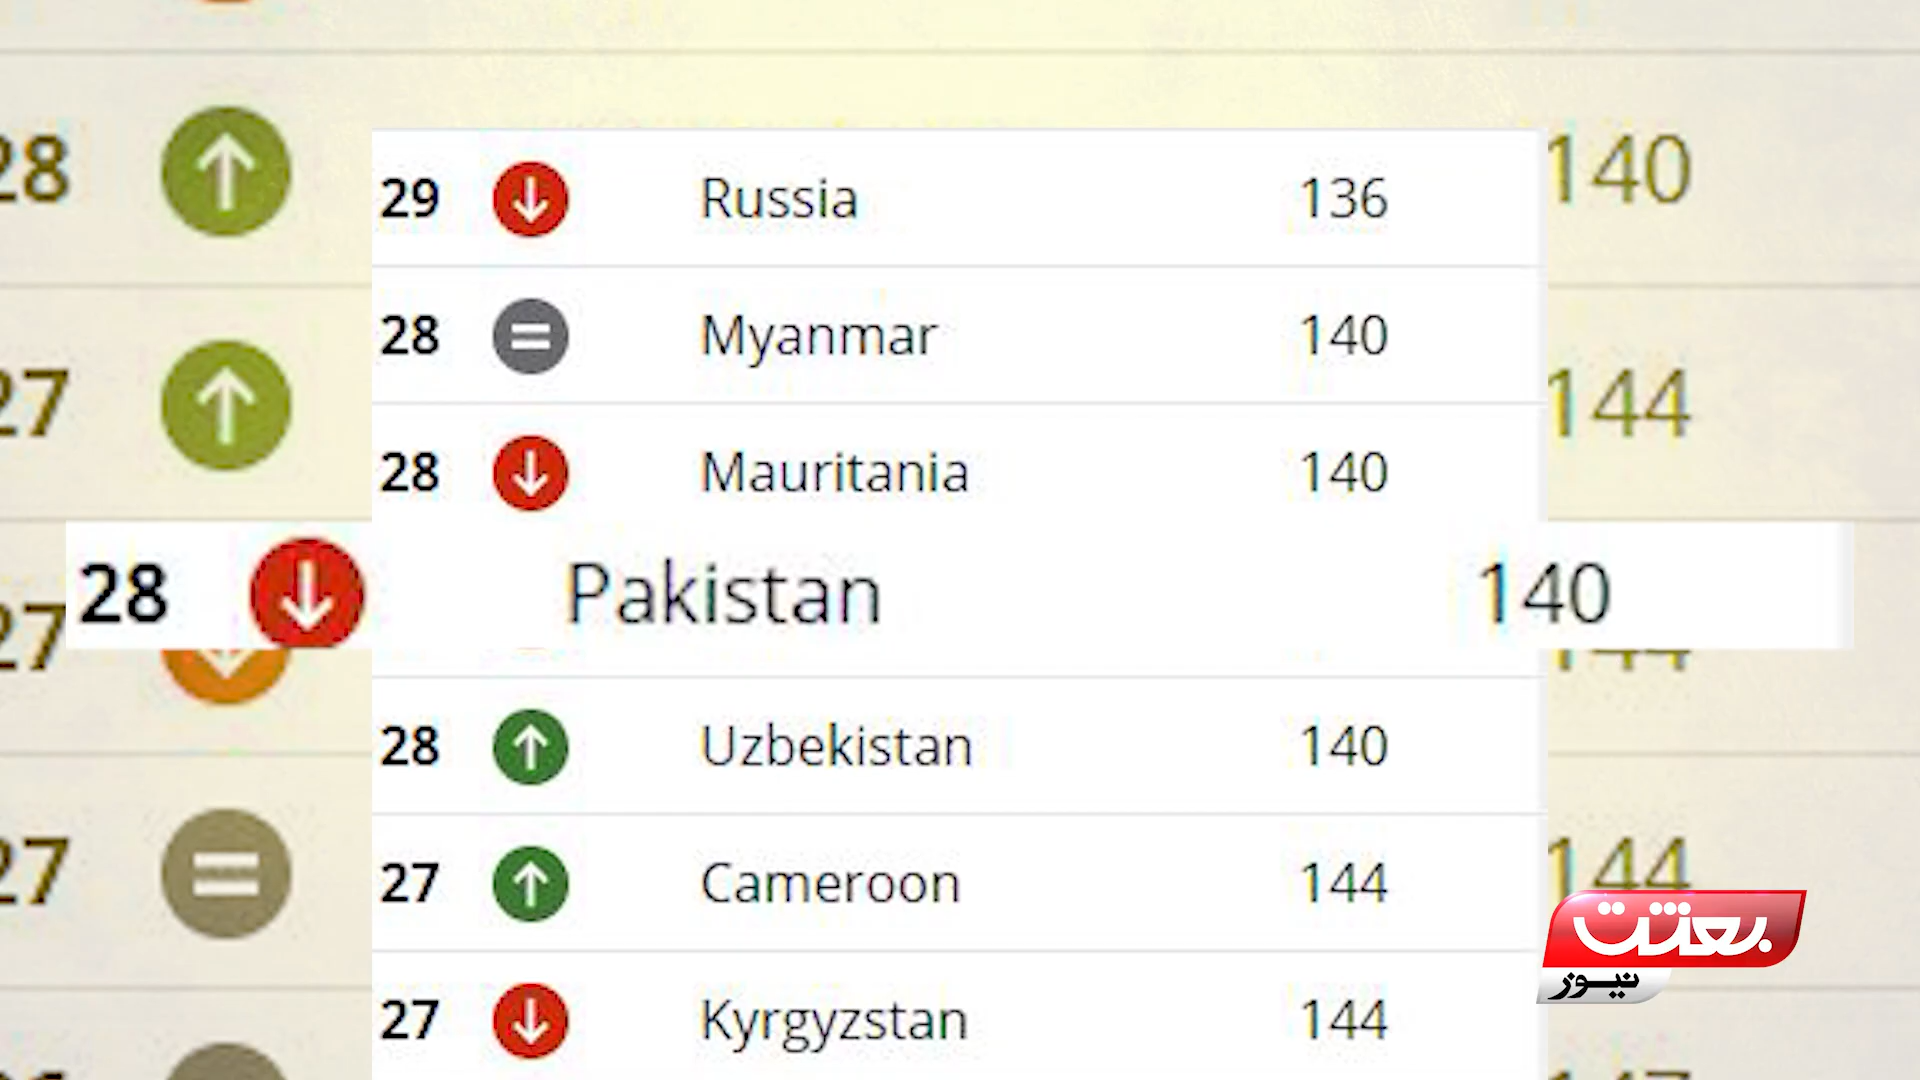 28 140
29 Russia 136
28 Myanmar 140
27 144
28 Mauritania 140
28 Pakistan 140
27
28 Uzbekistan 140
27 144
27 Cameroon 144
بعثت
نیوز
27 Kyrgyzstan 144